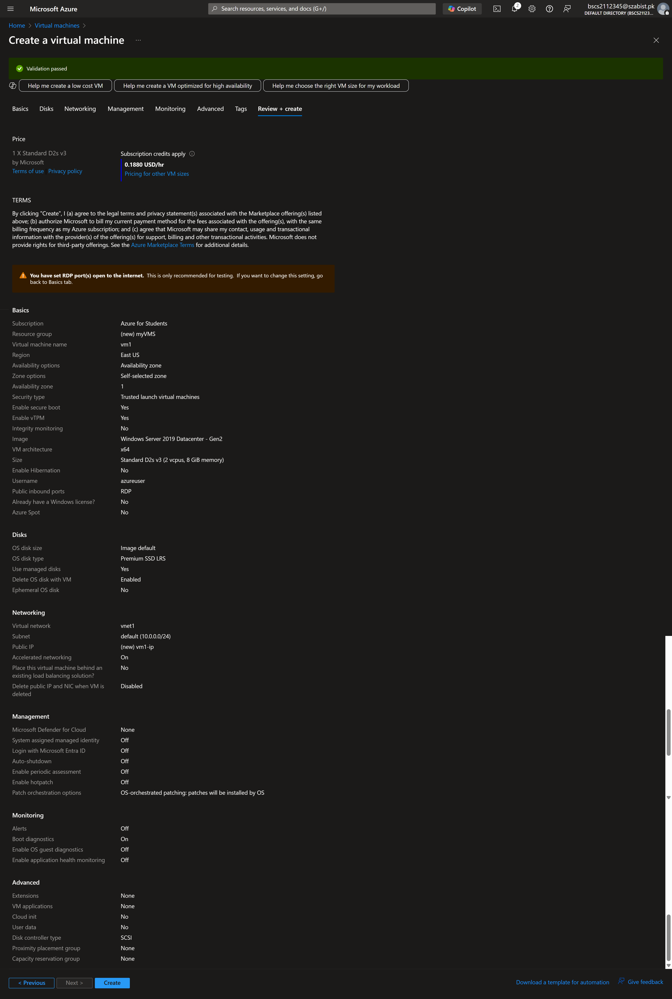 Microsoft Azure
Search resources, services, and docs (G+/)
Copilot
2
bscs2112345@szabist.pk
DEFAULT DIRECTORY (BSCS21123...
Home > Virtual machines >
Create a virtual machine ...
Validation passed
Help me create a low cost VM
Help me create a VM optimized for high availability
Help me choose the right VM size for my workload
Basics Disks Networking Management Monitoring Advanced Tags Review + create
Price
1 X Standard D2s v3
by Microsoft
Terms of use | Privacy policy
Subscription credits apply
0.1880 USD/hr
Pricing for other VM sizes
TERMS
By clicking "Create", I (a) agree to the legal terms and privacy statement(s) associated with the Marketplace offering(s) listed
above; (b) authorize Microsoft to bill my current payment method for the fees associated with the offering(s), with the same
billing frequency as my Azure subscription; and (c) agree that Microsoft may share my contact, usage and transactional
information with the provider(s) of the offering(s) for support, billing and other transactional activities. Microsoft does not
provide rights for third-party offerings. See the Azure Marketplace Terms for additional details.
You have set RDP port(s) open to the internet. This is only recommended for testing. If you want to change this setting, go
back to Basics tab.
Basics
Subscription Azure for Students
Resource group (new) myVMS
Virtual machine name vm1
Region East US
Availability options Availability zone
Zone options Self-selected zone
Availability zone 1
Security type Trusted launch virtual machines
Enable secure boot Yes
Enable vTPM Yes
Integrity monitoring No
Image Windows Server 2019 Datacenter - Gen2
VM architecture x64
Size Standard D2s v3 (2 vcpus, 8 GiB memory)
Enable Hibernation No
Username azureuser
Public inbound ports RDP
Already have a Windows license? No
Azure Spot No
Disks
OS disk size Image default
OS disk type Premium SSD LRS
Use managed disks Yes
Delete OS disk with VM Enabled
Ephemeral OS disk No
Networking
Virtual network vnet1
Subnet default (10.0.0.0/24)
Public IP (new) vm1-ip
Accelerated networking On
Place this virtual machine behind an No
existing load balancing solution?
Delete public IP and NIC when VM is Disabled
deleted
Management
Microsoft Defender for Cloud None
System assigned managed identity Off
Login with Microsoft Entra ID Off
Auto-shutdown Off
Enable periodic assessment Off
Enable hotpatch Off
Patch orchestration options OS-orchestrated patching: patches will be installed by OS
Monitoring
Alerts Off
Boot diagnostics On
Enable OS guest diagnostics Off
Enable application health monitoring Off
Advanced
Extensions None
VM applications None
Cloud init No
User data No
Disk controller type SCSI
Proximity placement group None
Capacity reservation group None
< Previous Next > Create
Download a template for automation Give feedback